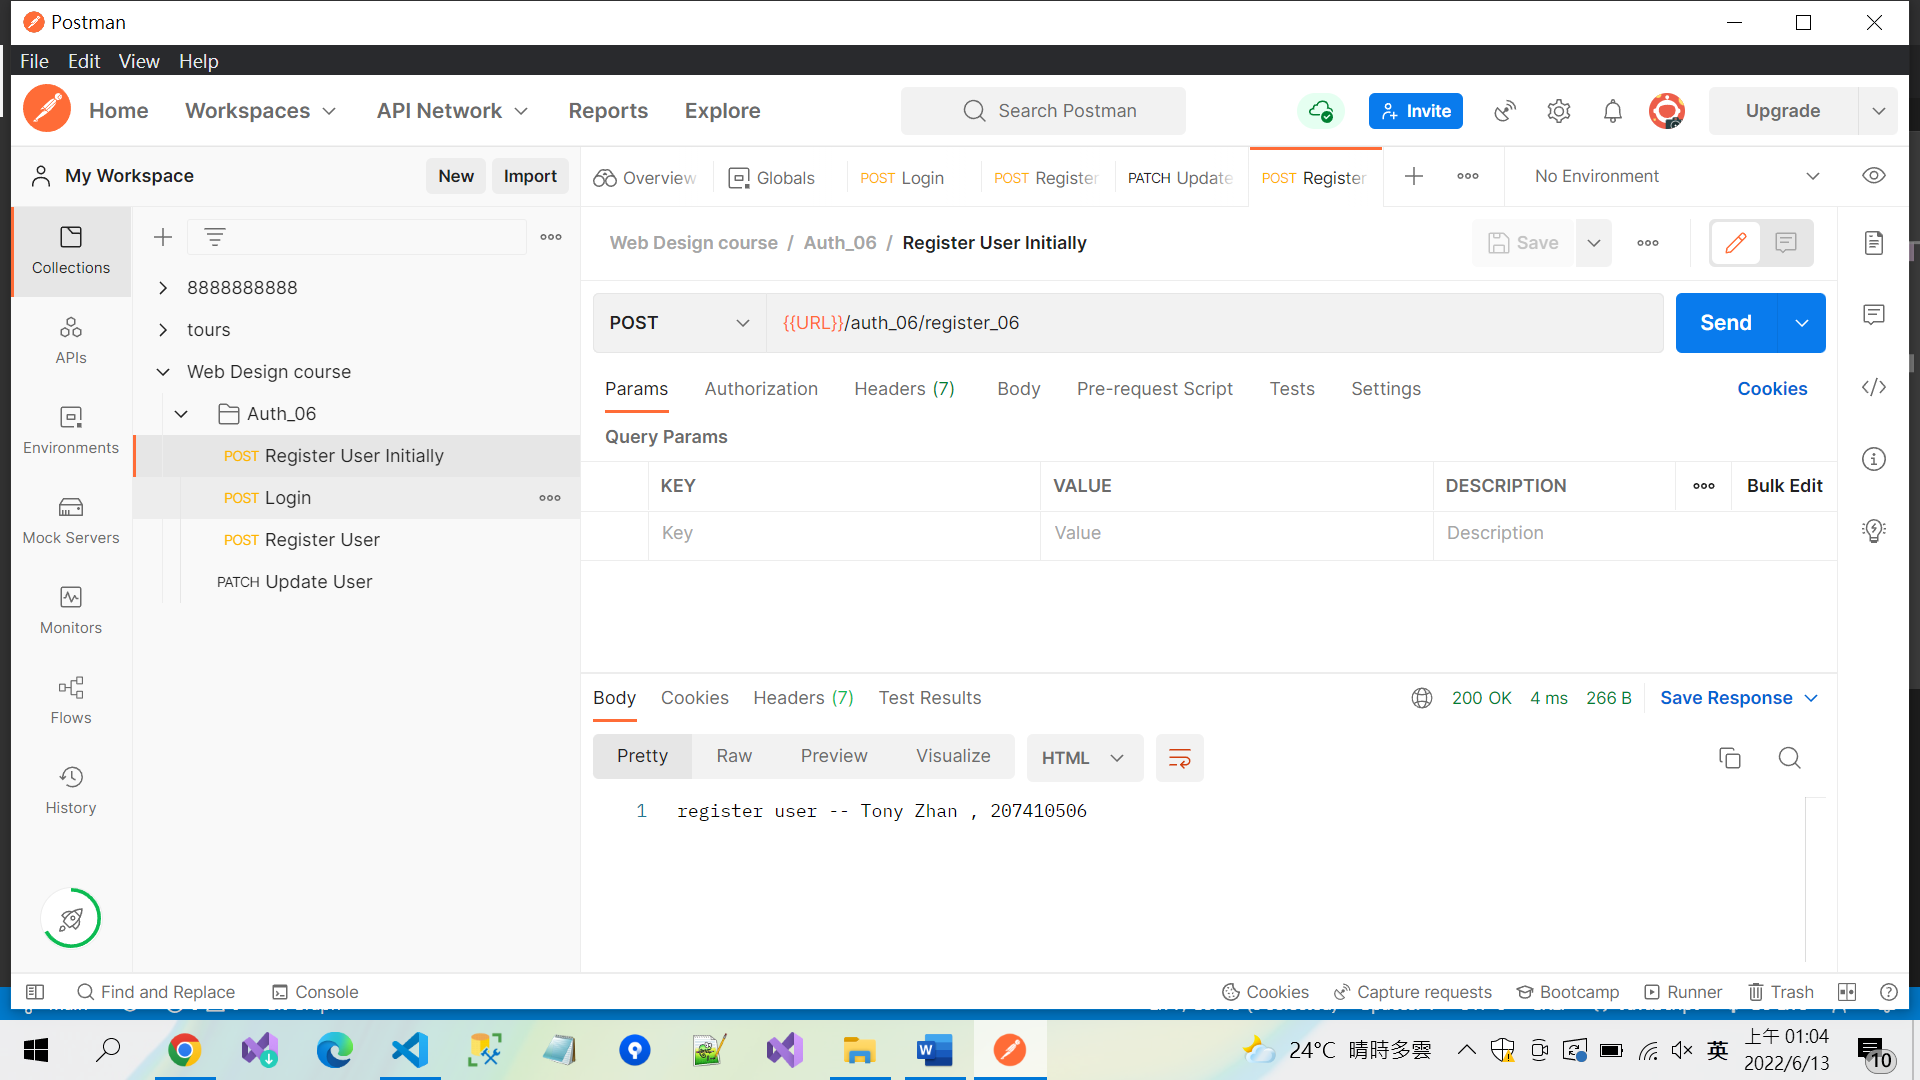 Postman
File Edit View Help
Home Workspaces API Network Reports Explore Search Postman Invite Upgrade
My Workspace New Import Overview Globals POST Login POST Register PATCH Update POST Register No Environment
Web Design course / Auth_06 / Register User Initially Save
Collections
APIs
Environments
Mock Servers
Monitors
Flows
History
8888888888
tours
Web Design course
Auth_06
POST Register User Initially
POST Login
POST Register User
PATCH Update User
POST {{URL}}/auth_06/register_06 Send
Params Authorization Headers (7) Body Pre-request Script Tests Settings Cookies
Query Params
KEY VALUE DESCRIPTION Bulk Edit
Key Value Description
Body Cookies Headers (7) Test Results 200 OK 4 ms 266 B Save Response
Pretty Raw Preview Visualize HTML
1 register user -- Tony Zhan , 207410506
Find and Replace Console Cookies Capture requests Bootcamp Runner Trash
24°C 晴時多雲 英 上午 01:04
2022/6/13 10